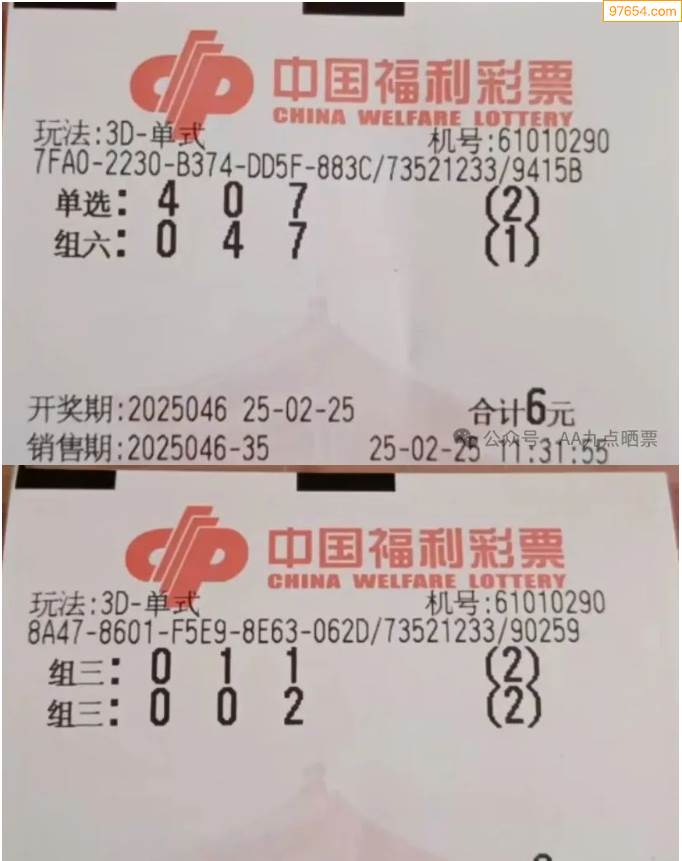 97654.com
中国福利彩票
CHINA WELFARE LOTTERY
玩法:3D-单式 机号:61010290
7FA0-2230-B374-DD5F-883C/73521233/9415B
单选: 4 0 7 (2)
组六: 0 4 7 (1)
开奖期:2025046 25-02-25 合计6元
销售期:2025046-35 25-02-25 11:31:55
公众号 · AA九点晒票
中国福利彩票
CHINA WELFARE LOTTERY
玩法:3D-单式 机号:61010290
8A47-8601-F5E9-8E63-062D/73521233/90259
组三: 0 1 1 (2)
组三: 0 0 2 (2)